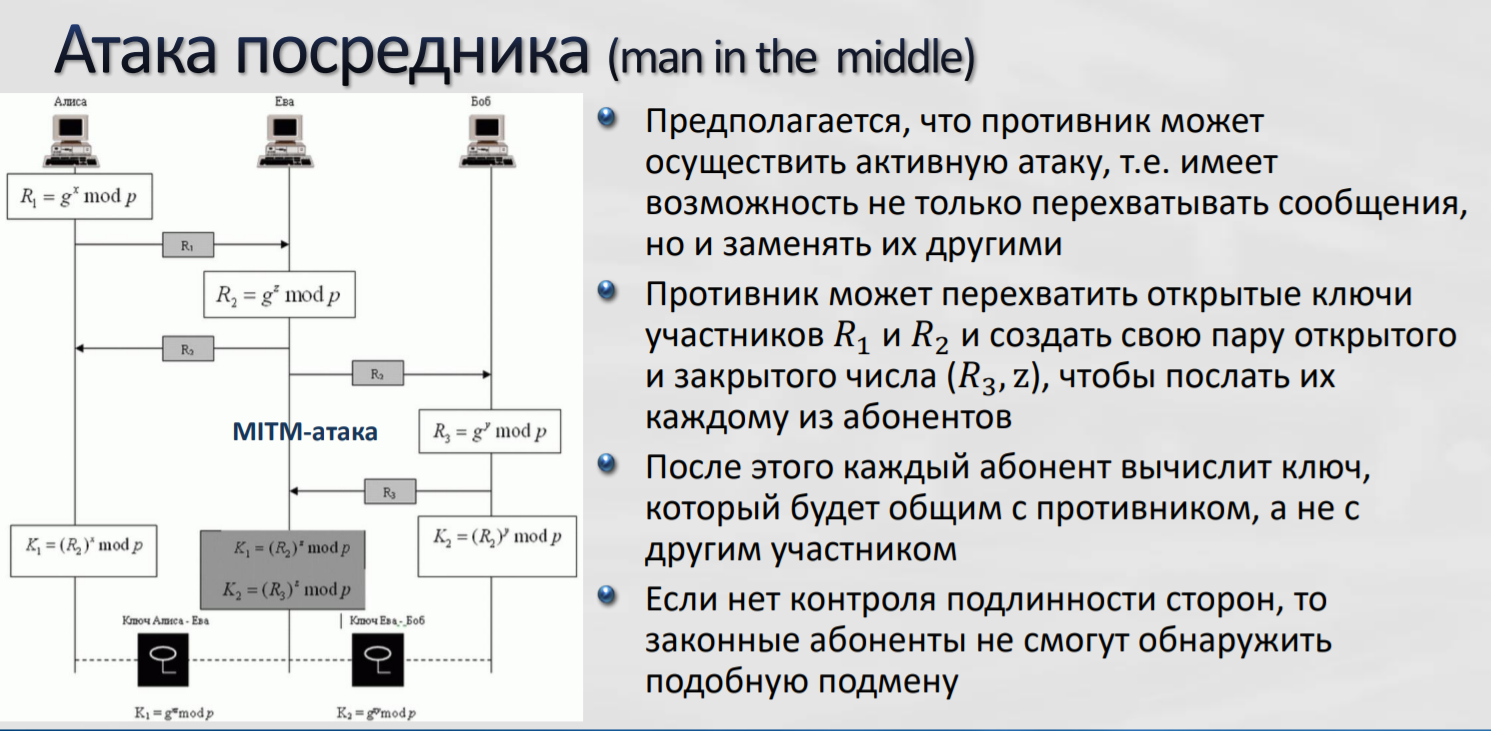 Атака посредника (man in the middle)
Алиса
Ева
Боб
R₁ = gˣ mod p
R₁
R₂ = gᶻ mod p
R₂
R₂
MITM-атака
R₃ = gʸ mod p
R₃
K₁ = (R₂)ˣ mod p
K₁ = (R₂)ᶻ mod p
K₂ = (R₃)ᶻ mod p
K₂ = (R₂)ʸ mod p
Ключ Алиса - Ева
| Ключ Ева - Боб
mod p
mod p
Предполагается, что противник может
осуществить активную атаку, т.е. имеет
возможность не только перехватывать сообщения,
но и заменять их другими
Противник может перехватить открытые ключи
участников R₁ и R₂ и создать свою пару открытого
и закрытого числа (R₃, z), чтобы послать их
каждому из абонентов
После этого каждый абонент вычислит ключ,
который будет общим с противником, а не с
другим участником
Если нет контроля подлинности сторон, то
законные абоненты не смогут обнаружить
подобную подмену